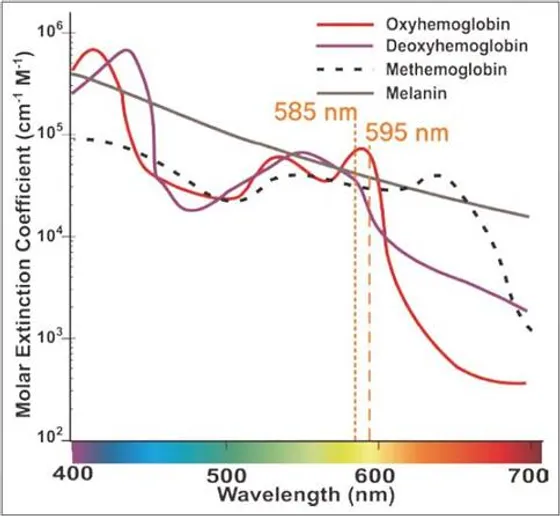 Oxyhemoglobin
Deoxyhemoglobin
Methemoglobin
Melanin
585 nm
595 nm
Molar Extinction Coefficient (cm⁻¹ M⁻¹)
10⁶
10⁵
10⁴
10³
10²
400 500 600 700
Wavelength (nm)